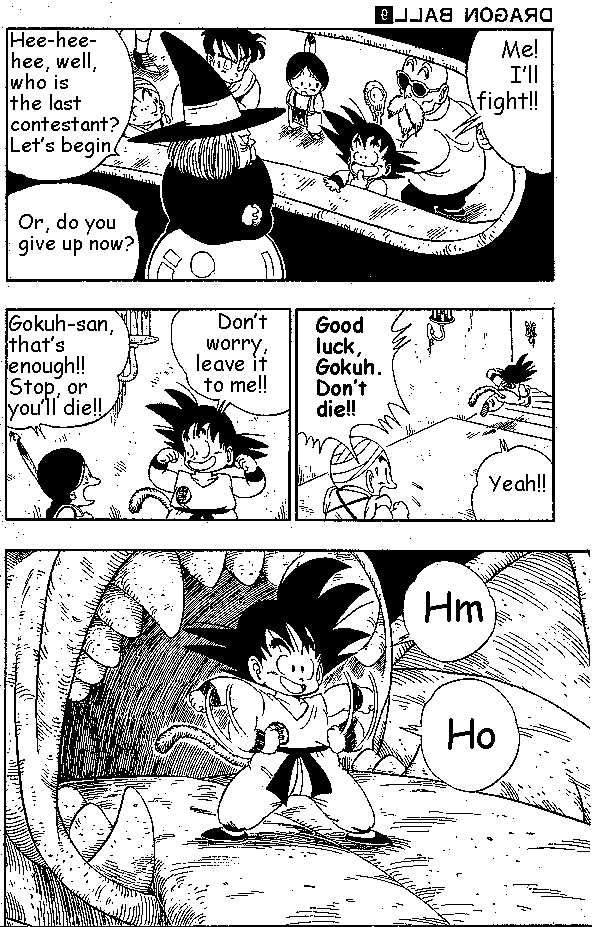 DRAGON BALL 9
Hee-hee-
hee, well,
who is
the last
contestant?
Let's begin
Or, do you
give up now?
Me!
I'll
fight!!
Gokuh-san,
that's
enough!!
Stop, or
you'll die!!
Don't
worry,
leave it
to me!!
Good
luck,
Gokuh.
Don't
die!!
Yeah!!
Hm
Ho